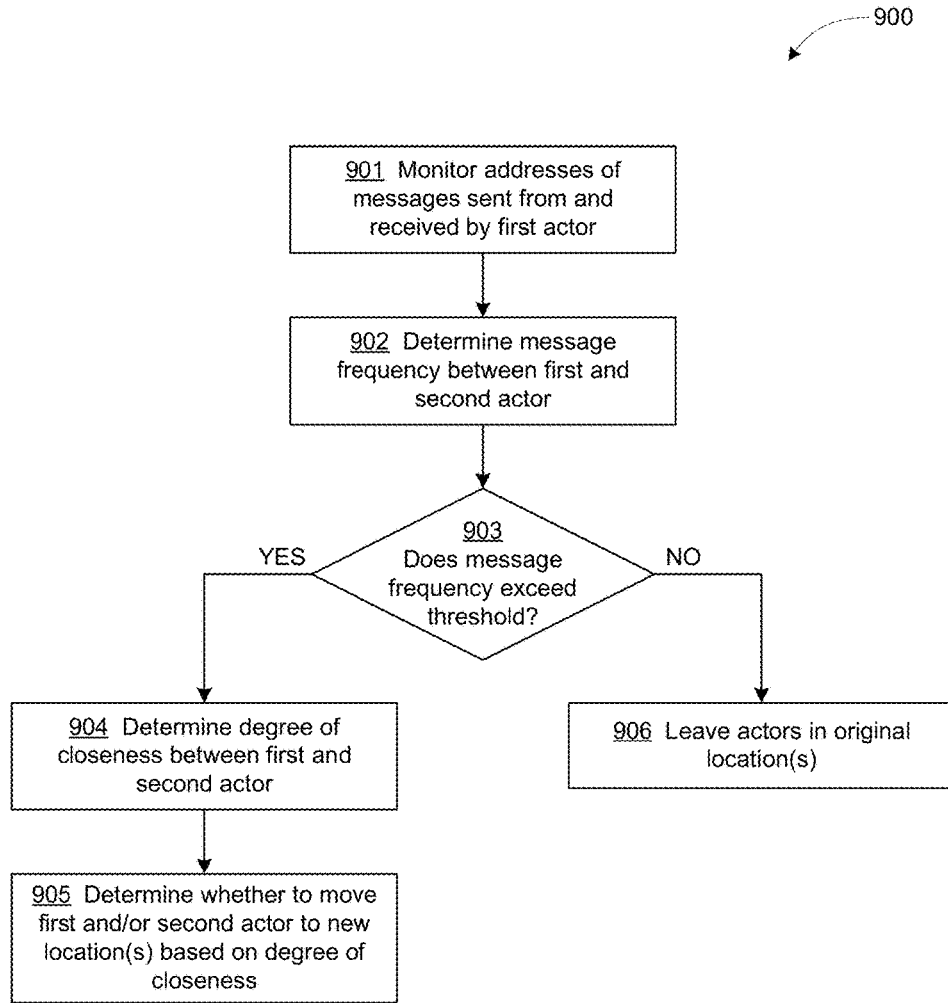 900
901 Monitor addresses of
messages sent from and
received by first actor
902 Determine message
frequency between first and
second actor
903
Does message
frequency exceed
threshold?
YES
NO
904 Determine degree of
closeness between first and
second actor
906 Leave actors in original
location(s)
905 Determine whether to move
first and/or second actor to new
location(s) based on degree of
closeness